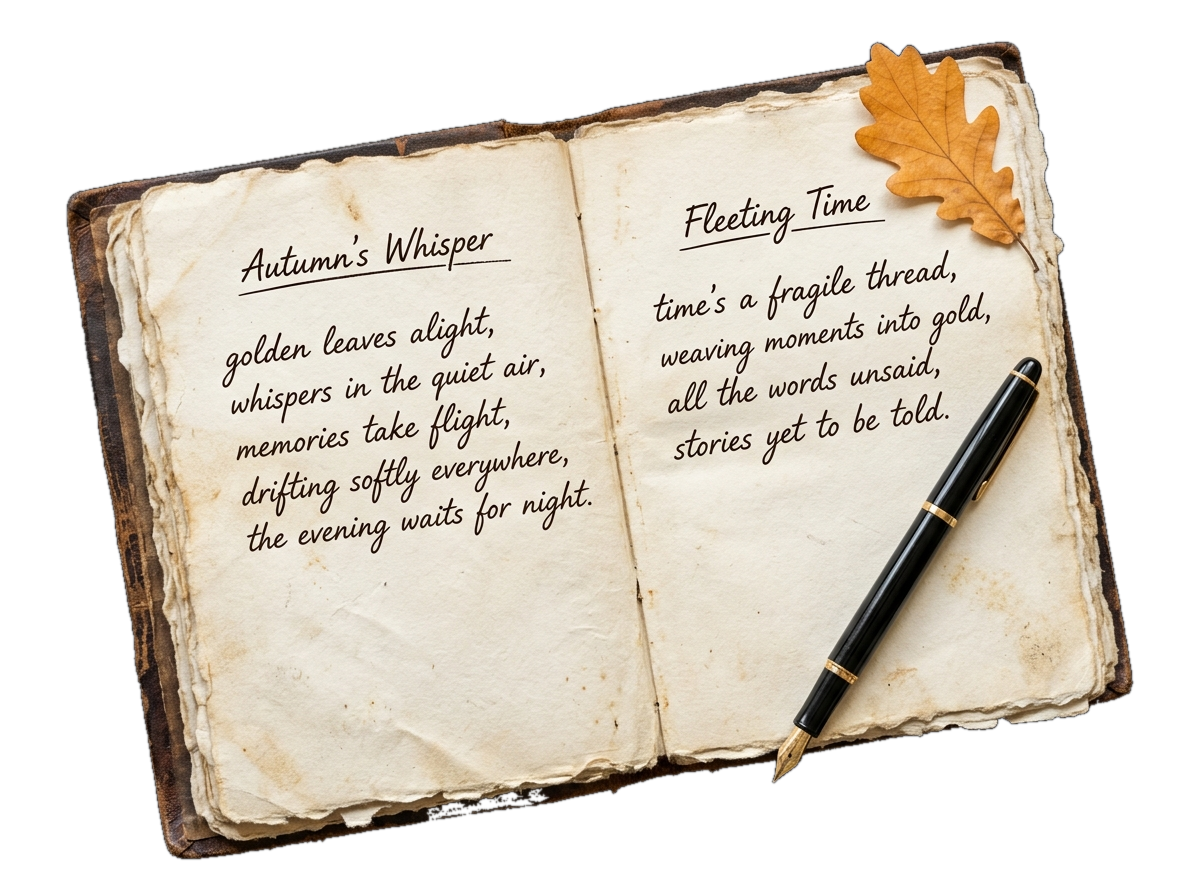 Autumn's Whisper
golden leaves alight,
whispers in the quiet air,
memories take flight,
drifting softly everywhere,
the evening waits for night.
Fleeting Time
time's a fragile thread,
weaving moments into gold,
all the words unsaid,
stories yet to be told.